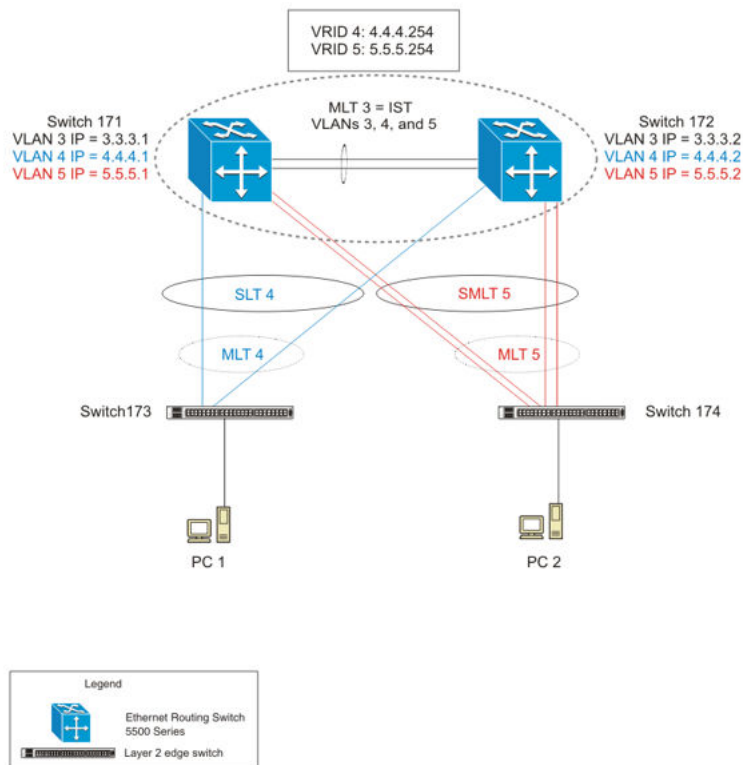 VRID 4: 4.4.4.254
VRID 5: 5.5.5.254
Switch 171
VLAN 3 IP = 3.3.3.1
VLAN 4 IP = 4.4.4.1
VLAN 5 IP = 5.5.5.1
MLT 3 = IST
VLANs 3, 4, and 5
Switch 172
VLAN 3 IP = 3.3.3.2
VLAN 4 IP = 4.4.4.2
VLAN 5 IP = 5.5.5.2
SLT 4
SMLT 5
MLT 4
MLT 5
Switch173
Switch 174
PC 1
PC 2
Legend
Ethernet Routing Switch
5500 Series
Layer 2 edge switch